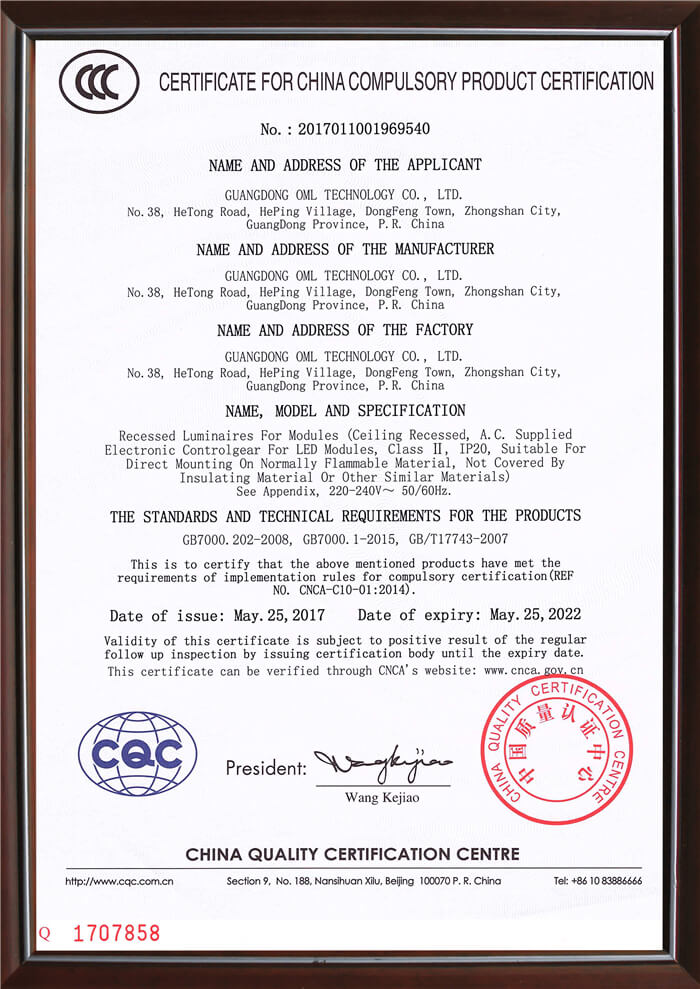 CCC
CERTIFICATE FOR CHINA COMPULSORY PRODUCT CERTIFICATION
No. : 2017011001969540
NAME AND ADDRESS OF THE APPLICANT
GUANGDONG OML TECHNOLOGY CO., LTD.
No.38, HeTong Road, HePing Village, DongFeng Town, Zhongshan City,
GuangDong Province, P.R. China
NAME AND ADDRESS OF THE MANUFACTURER
GUANGDONG OML TECHNOLOGY CO., LTD.
No.38, HeTong Road, HePing Village, DongFeng Town, Zhongshan City,
GuangDong Province, P.R. China
NAME AND ADDRESS OF THE FACTORY
GUANGDONG OML TECHNOLOGY CO., LTD.
No.38, HeTong Road, HePing Village, DongFeng Town, Zhongshan City,
GuangDong Province, P.R. China
NAME, MODEL AND SPECIFICATION
Recessed Luminaires For Modules (Ceiling Recessed, A.C. Supplied
Electronic Controlgear For LED Modules, Class Ⅱ, IP20, Suitable For
Direct Mounting On Normally Flammable Material, Not Covered By
Insulating Material Or Other Similar Materials)
See Appendix, 220-240V~ 50/60Hz.
THE STANDARDS AND TECHNICAL REQUIREMENTS FOR THE PRODUCTS
GB7000.202-2008, GB7000.1-2015, GB/T17743-2007
This is to certify that the above mentioned products have met the
requirements of implementation rules for compulsory certification(REF
NO. CNCA-C10-01:2014).
Date of issue: May.25,2017 Date of expiry: May.25,2022
Validity of this certificate is subject to positive result of the regular
follow up inspection by issuing certification body until the expiry date.
This certificate can be verified through CNCA's website: www.cnca.gov.cn
CHINA QUALITY CERTIFICATION CENTRE
中国质量认证中心
CQC
President: Wang Kejiao
Wang Kejiao
CHINA QUALITY CERTIFICATION CENTRE
http://www.cqc.com.cn Section 9, No. 188, Nansihuan Xilu, Beijing 100070 P. R. China Tel: +86 10 83886666
Q 1707858